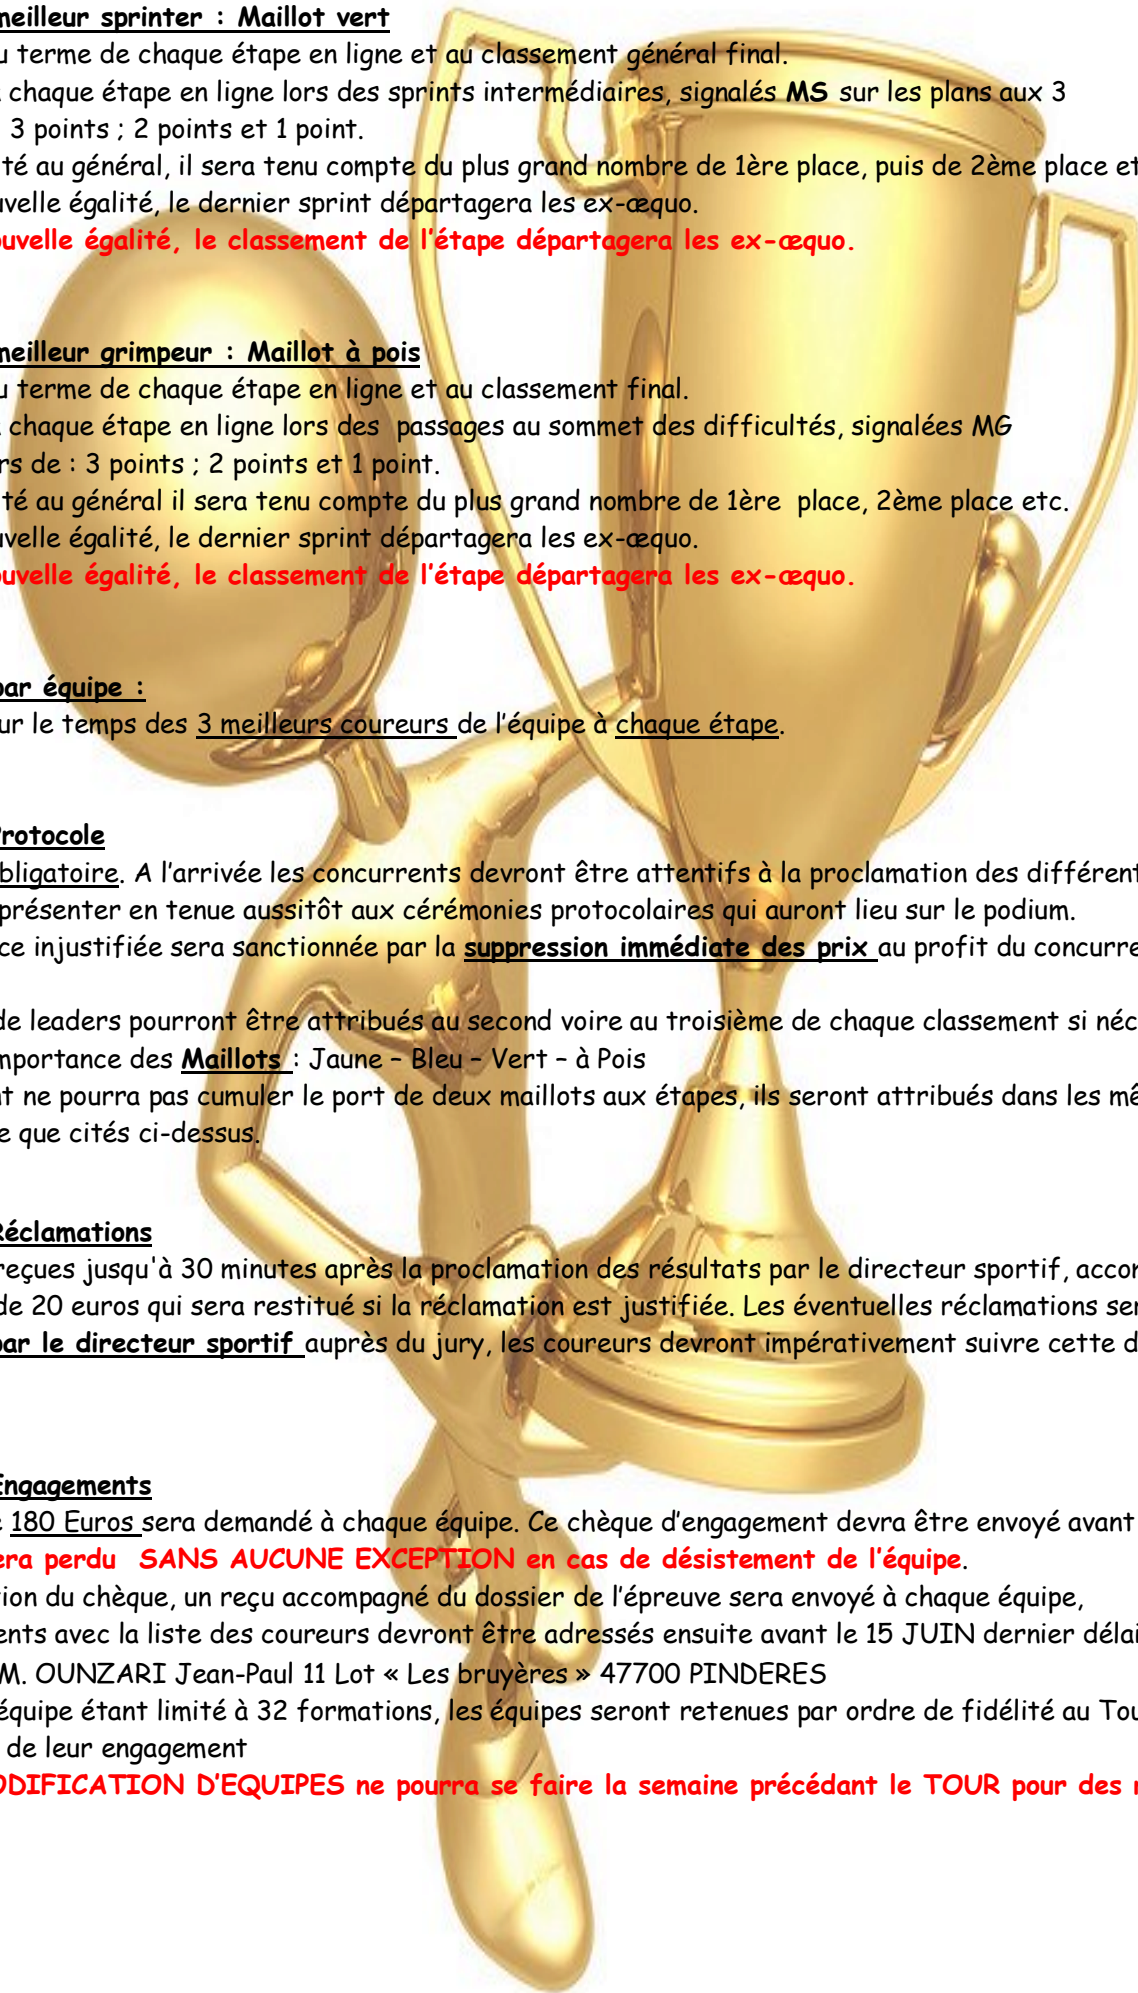 meilleur sprinter : Maillot vert
u terme de chaque étape en ligne et au classement général final.
chaque étape en ligne lors des sprints intermédiaires, signalés MS sur les plans aux 3
3 points ; 2 points et 1 point.
té au général, il sera tenu compte du plus grand nombre de 1ère place, puis de 2ème place et
uvelle égalité, le dernier sprint départagera les ex-æquo.
ouvelle égalité, le classement de l'étape départagera les ex-æquo.
meilleur grimpeur : Maillot à pois
u terme de chaque étape en ligne et au classement final.
chaque étape en ligne lors des passages au sommet des difficultés, signalées MG
rs de : 3 points ; 2 points et 1 point.
té au général il sera tenu compte du plus grand nombre de 1ère place, 2ème place etc.
uvelle égalité, le dernier sprint départagera les ex-æquo.
ouvelle égalité, le classement de l'étape départagera les ex-æquo.
par équipe :
ur le temps des 3 meilleurs coureurs de l'équipe à chaque étape.
Protocole
bligatoire. A l'arrivée les concurrents devront être attentifs à la proclamation des différent
présenter en tenue aussitôt aux cérémonies protocolaires qui auront lieu sur le podium.
ce injustifiée sera sanctionnée par la suppression immédiate des prix au profit du concurre
de leaders pourront être attribués au second voire au troisième de chaque classement si néc
mportance des Maillots : Jaune – Bleu – Vert – à Pois
nt ne pourra pas cumuler le port de deux maillots aux étapes, ils seront attribués dans les mê
e que cités ci-dessus.
Réclamations
reçues jusqu'à 30 minutes après la proclamation des résultats par le directeur sportif, accor
de 20 euros qui sera restitué si la réclamation est justifiée. Les éventuelles réclamations ser
par le directeur sportif auprès du jury, les coureurs devront impérativement suivre cette d
Engagements
e 180 Euros sera demandé à chaque équipe. Ce chèque d'engagement devra être envoyé avant
era perdu SANS AUCUNE EXCEPTION en cas de désistement de l'équipe.
tion du chèque, un reçu accompagné du dossier de l'épreuve sera envoyé à chaque équipe,
ents avec la liste des coureurs devront être adressés ensuite avant le 15 JUIN dernier délai
M. OUNZARI Jean-Paul 11 Lot « Les bruyères » 47700 PINDERES
équipe étant limité à 32 formations, les équipes seront retenues par ordre de fidélité au Tou
de leur engagement
ODIFICATION D'EQUIPES ne pourra se faire la semaine précédant le TOUR pour des r